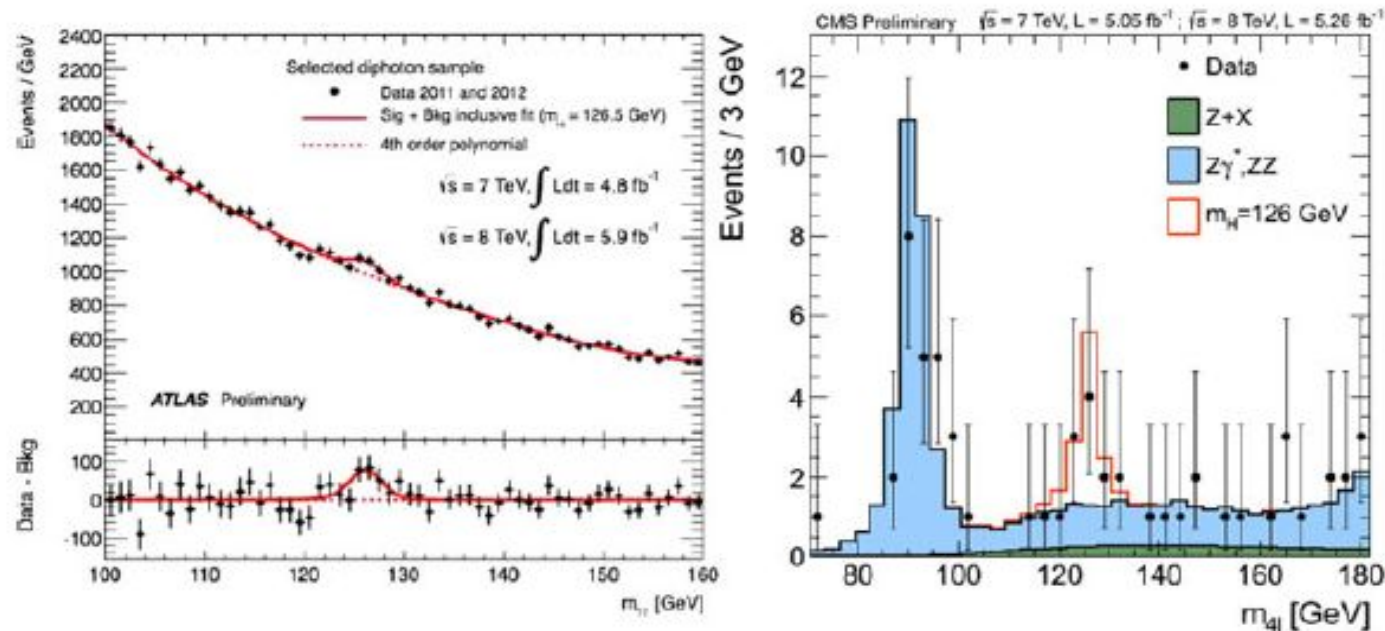 Events / GeV
2400
2200
2000
1800
1600
1400
1200
1000
800
600
400
200
Selected diphoton sample
Data 2011 and 2012
Sig + Bkg inclusive fit (m = 126.5 GeV)
4th order polynomial
√s = 7 TeV, ∫ Ldt = 4.8 fb⁻¹
√s = 8 TeV, ∫ Ldt = 5.9 fb⁻¹
ATLAS Preliminary
Data - Bkg
100
0
-100
100 110 120 130 140 150 160
m [GeV]
CMS Preliminary √s = 7 TeV, L = 5.05 fb⁻¹ ; √s = 8 TeV, L = 5.26 fb⁻¹
Events / 3 GeV
12
10
8
6
4
2
0
Data
Z+X
Zγ*,ZZ
m_H=126 GeV
80 100 120 140 160 180
m_4l [GeV]